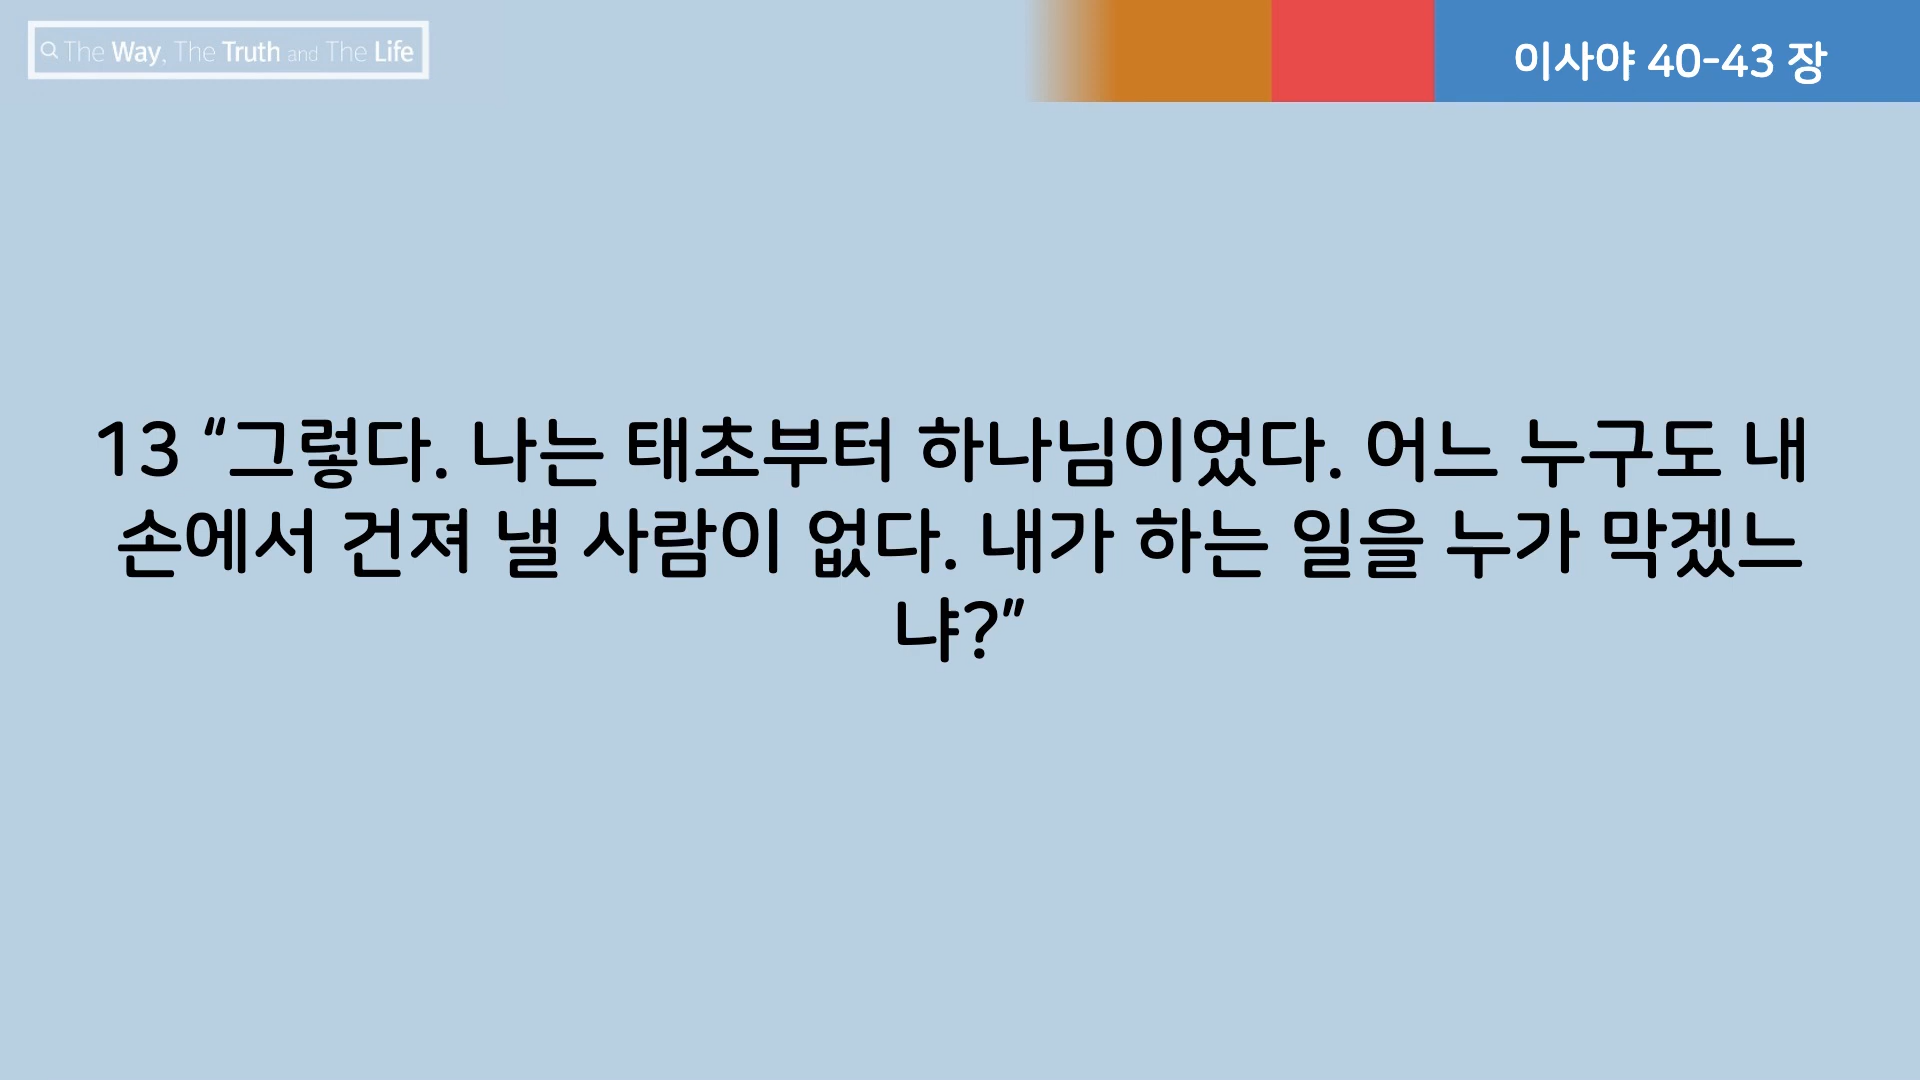 The Way, The Truth and The Life
이사야 40-43 장
13 “그렇다. 나는 태초부터 하나님이었다. 어느 누구도 내
손에서 건져 낼 사람이 없다. 내가 하는 일을 누가 막겠느
냐?”